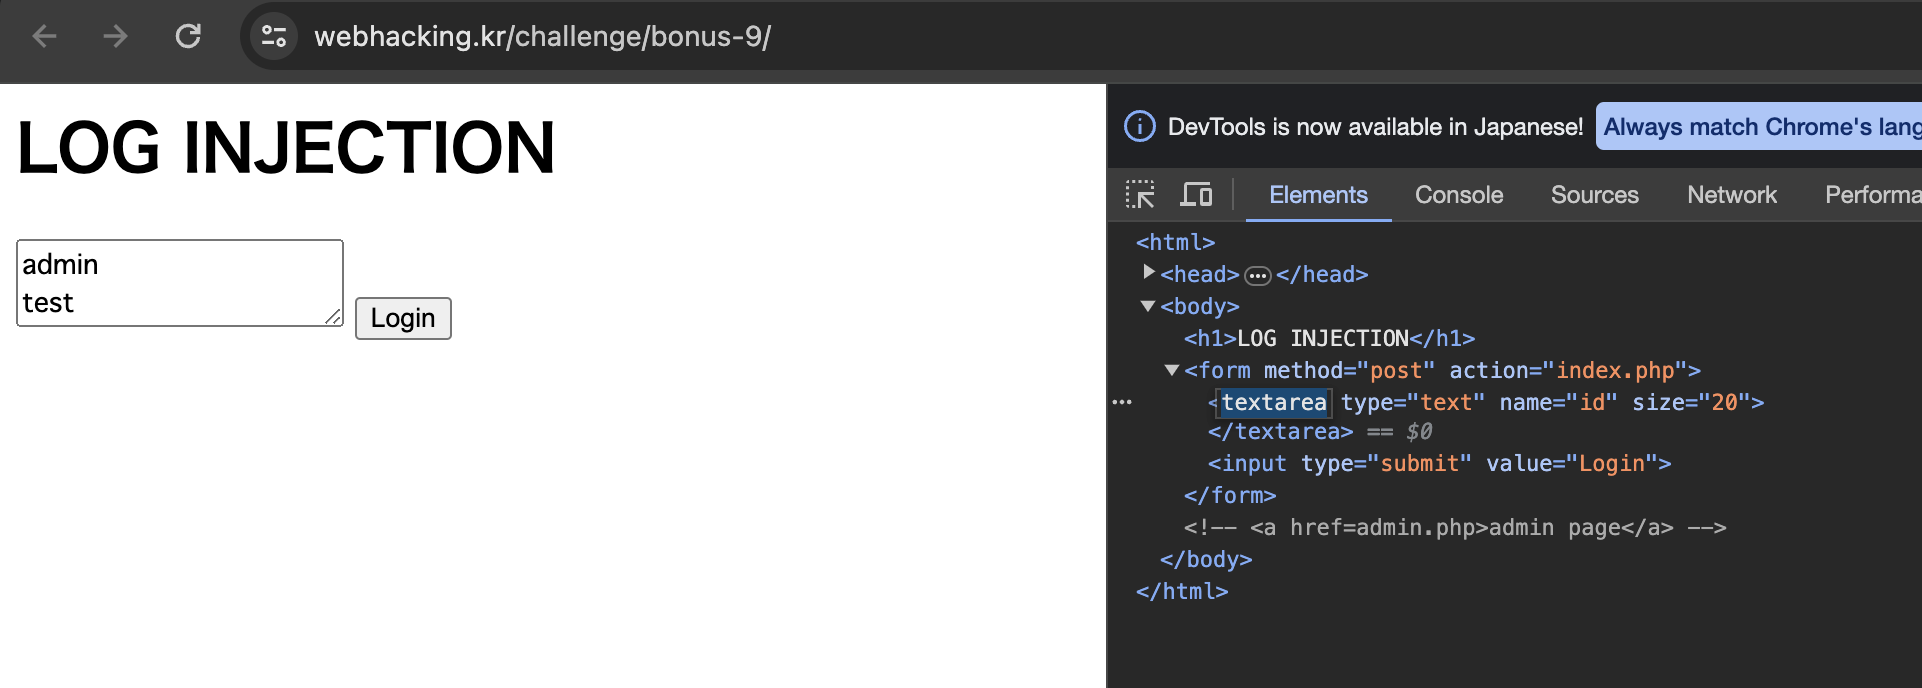 webhacking.kr/challenge/bonus-9/
LOG INJECTION
admin
test
Login
DevTools is now available in Japanese!
Always match Chrome's lang
Elements
Console
Sources
Network
Performa
<html>
<head> ••• </head>
<body>
<h1>LOG INJECTION</h1>
<form method="post" action="index.php">
<textarea type="text" name="id" size="20">
</textarea> == $0
<input type="submit" value="Login">
</form>
<!-- <a href=admin.php>admin page</a> -->
</body>
</html>